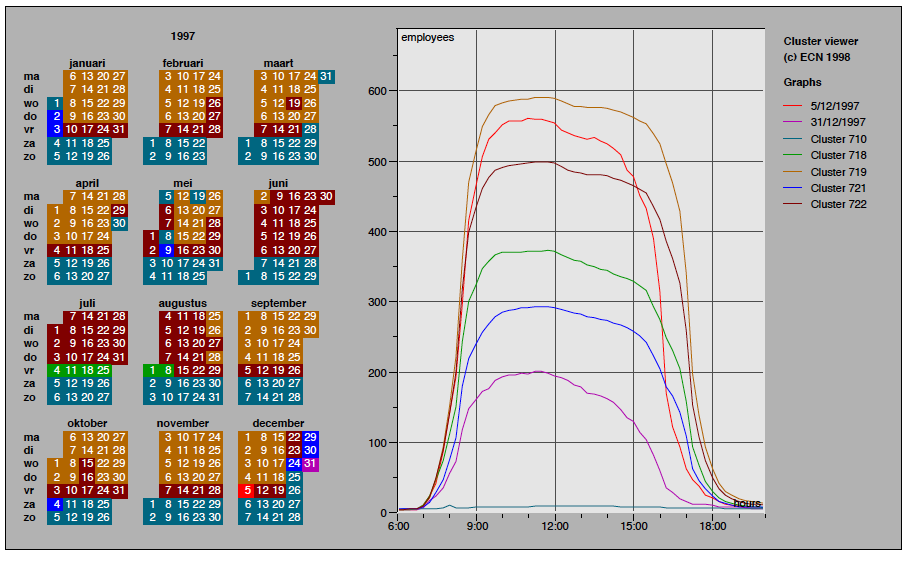 1997
januari februari maart
ma 6 13 20 27 3 10 17 24 3 10 17 24 31
di 7 14 21 28 4 11 18 25 4 11 18 25
wo 1 8 15 22 29 5 12 19 26 5 12 19 26
do 2 9 16 23 30 6 13 20 27 6 13 20 27
vr 3 10 17 24 31 7 14 21 28 7 14 21 28
za 4 11 18 25 1 8 15 22 1 8 15 22 29
zo 5 12 19 26 2 9 16 23 2 9 16 23 30
april mei juni
ma 7 14 21 28 5 12 19 26 2 9 16 23 30
di 1 8 15 22 29 6 13 20 27 3 10 17 24
wo 2 9 16 23 30 7 14 21 28 4 11 18 25
do 3 10 17 24 1 8 15 22 29 5 12 19 26
vr 4 11 18 25 2 9 16 23 30 6 13 20 27
za 5 12 19 26 3 10 17 24 31 7 14 21 28
zo 6 13 20 27 4 11 18 25 1 8 15 22 29
juli augustus september
ma 7 14 21 28 4 11 18 25 1 8 15 22 29
di 1 8 15 22 29 5 12 19 26 2 9 16 23 30
wo 2 9 16 23 30 6 13 20 27 3 10 17 24
do 3 10 17 24 31 7 14 21 28 4 11 18 25
vr 4 11 18 25 1 8 15 22 29 5 12 19 26
za 5 12 19 26 2 9 16 23 30 6 13 20 27
zo 6 13 20 27 3 10 17 24 31 7 14 21 28
oktober november december
ma 6 13 20 27 3 10 17 24 1 8 15 22 29
di 7 14 21 28 4 11 18 25 2 9 16 23 30
wo 1 8 15 22 29 5 12 19 26 3 10 17 24 31
do 2 9 16 23 30 6 13 20 27 4 11 18 25
vr 3 10 17 24 31 7 14 21 28 5 12 19 26
za 4 11 18 25 1 8 15 22 29 6 13 20 27
zo 5 12 19 26 2 9 16 23 30 7 14 21 28
employees
600
500
400
300
200
100
0
6:00 9:00 12:00 15:00 18:00
hours
Cluster viewer
(c) ECN 1998
Graphs
5/12/1997
31/12/1997
Cluster 710
Cluster 718
Cluster 719
Cluster 721
Cluster 722